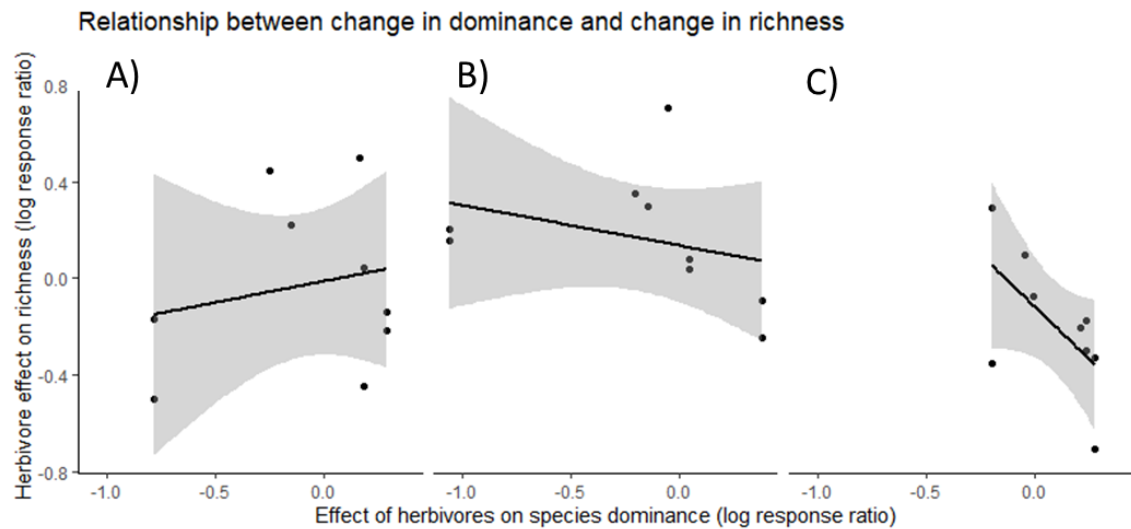 Relationship between change in dominance and change in richness
A)
B)
C)
Herbivore effect on richness (log response ratio)
0.8
0.4
0.0
-0.4
-0.8
-1.0 -0.5 0.0
-1.0 -0.5 0.0
-1.0 -0.5 0.0
Effect of herbivores on species dominance (log response ratio)